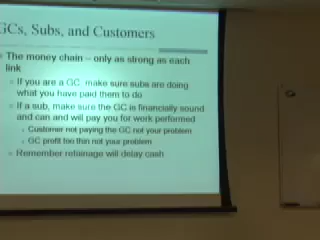 GCs, Subs, and Customers
The money chain – only as strong as each
link
If you are a GC, make sure subs are doing
what you have paid them to do
If a sub, make sure the GC is financially sound
and can and will pay you for work performed
Customer not paying the GC not your problem
GC profit too thin not your problem
Remember retainage will delay cash